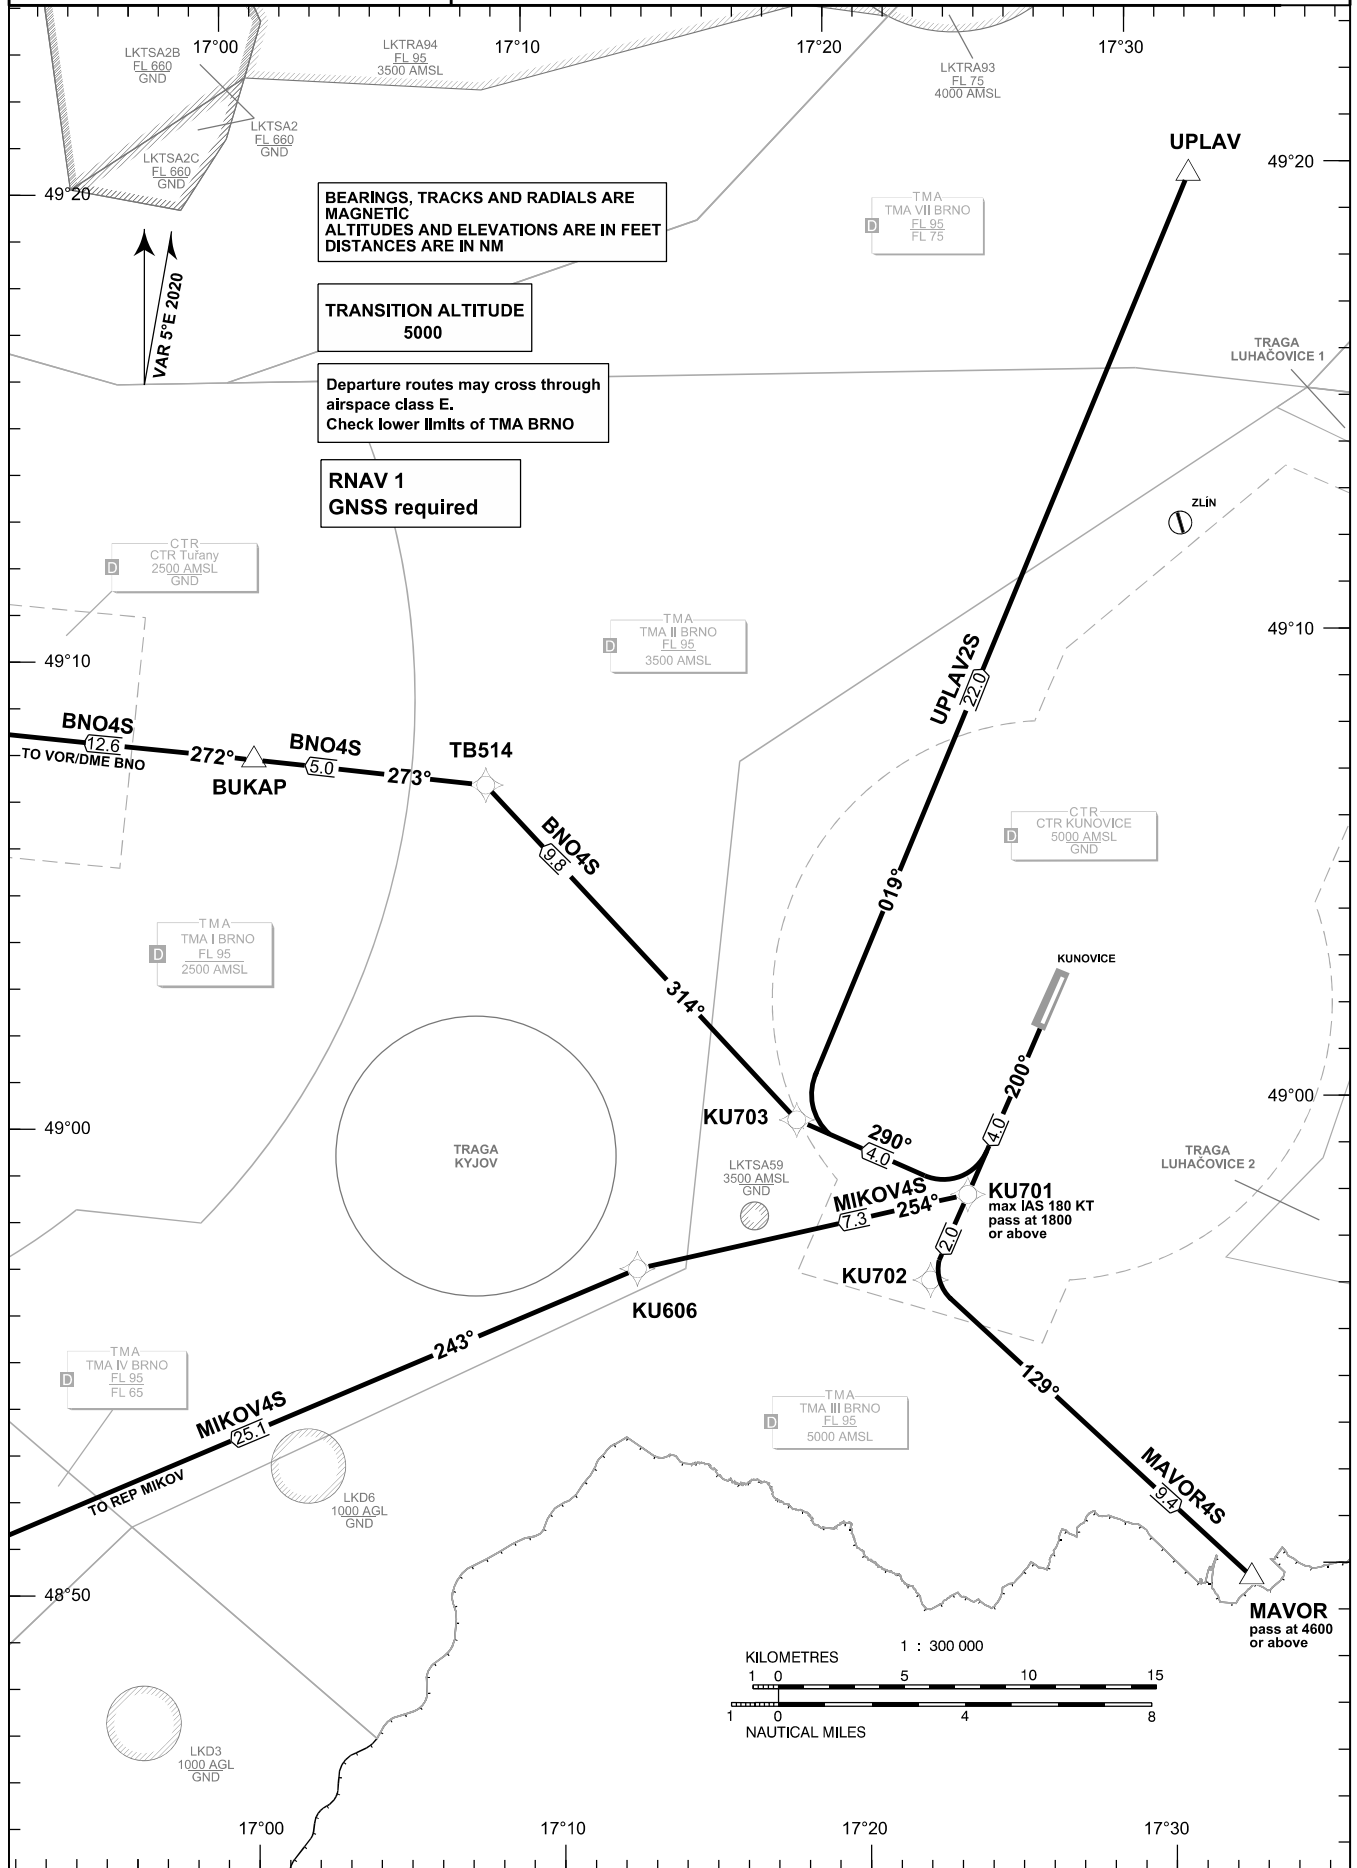 17°00
17°10
17°20
17°30
LKTSA2B
FL 660
GND
LKTRA94
FL 95
3500 AMSL
LKTRA93
FL 75
4000 AMSL
LKTSA2
FL 660
GND
LKTSA2C
FL 660
GND
UPLAV
49°20
49°20
BEARINGS, TRACKS AND RADIALS ARE
MAGNETIC
ALTITUDES AND ELEVATIONS ARE IN FEET
DISTANCES ARE IN NM
TMA
TMA VII BRNO
D
FL 95
FL 75
VAR 5°E 2020
TRANSITION ALTITUDE
5000
TRAGA
LUHAČOVICE 1
Departure routes may cross through
airspace class E.
Check lower limits of TMA BRNO
RNAV 1
GNSS required
ZLÍN
CTR
CTR Tuřany
D
2500 AMSL
GND
TMA
TMA II BRNO
D
FL 95
3500 AMSL
49°10
49°10
UPLAV2S
22.0
BNO4S
12.6
TO VOR/DME BNO
272°
BUKAP
BNO4S
5.0
273°
TB514
BNO4S
9.8
CTR
CTR KUNOVICE
D
5000 AMSL
GND
019°
TMA
TMA I BRNO
D
FL 95
2500 AMSL
KUNOVICE
314°
200°
49°00
49°00
KU703
290°
4.0
4.0
TRAGA
KYJOV
LKTSA59
3500 AMSL
GND
TRAGA
LUHAČOVICE 2
MIKOV4S
254°
7.3
KU701
max IAS 180 KT
pass at 1800
or above
2.0
KU702
KU606
243°
TMA
TMA IV BRNO
D
FL 95
FL 65
129°
MIKOV4S
25.1
TO REP MIKOV
TMA
TMA III BRNO
D
FL 95
5000 AMSL
MAVOR4S
9.4
LKD6
1000 AGL
GND
48°50
MAVOR
pass at 4600
or above
1 : 300 000
KILOMETRES
1 0 5 10 15
1 0 4 8
NAUTICAL MILES
LKD3
1000 AGL
GND
17°00
17°10
17°20
17°30